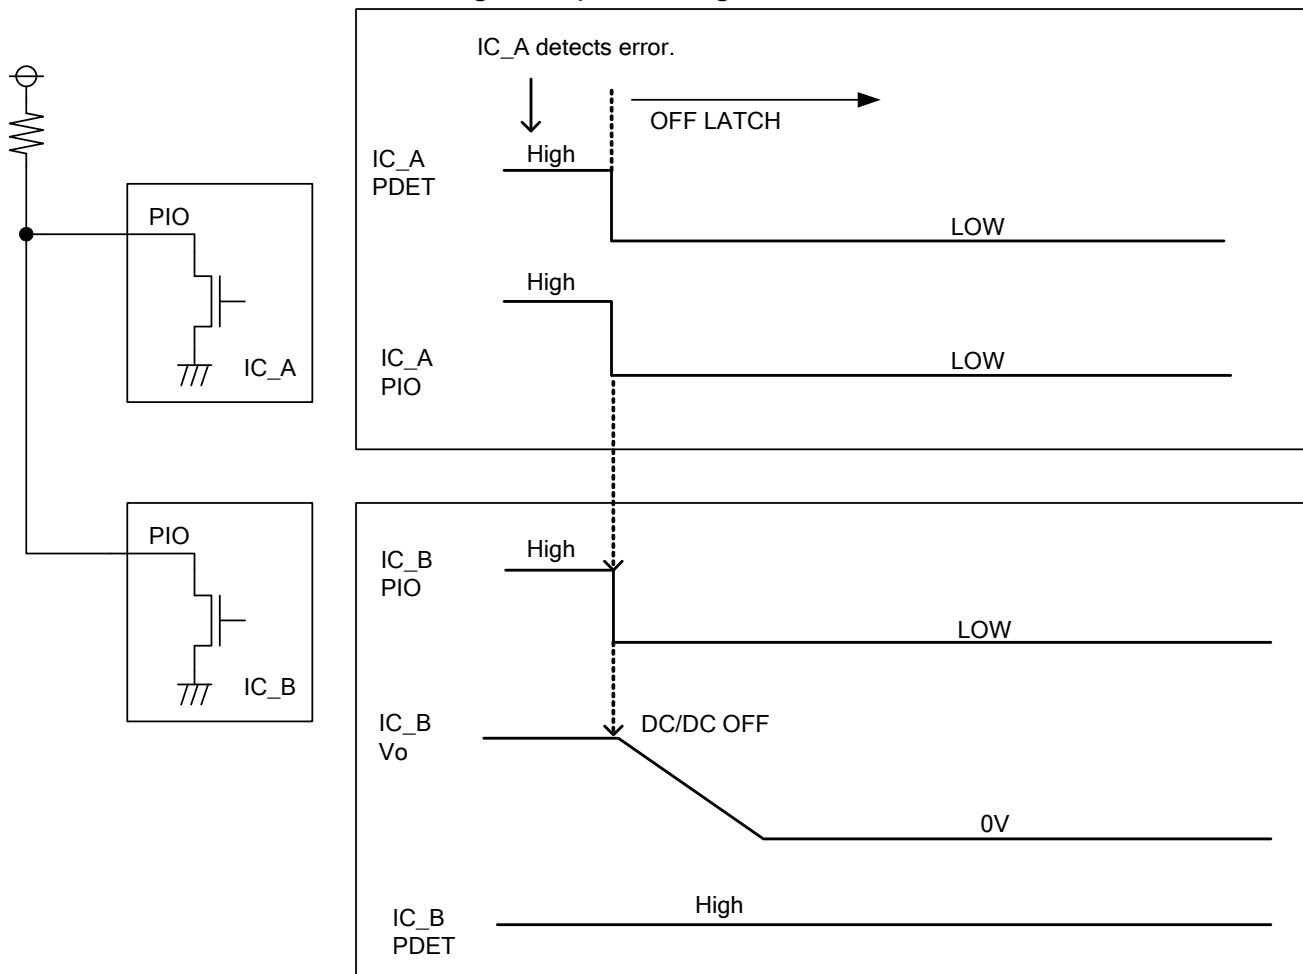 IC_A detects error.
OFF LATCH
IC_A
PDET
High
LOW
PIO
IC_A
High
IC_A
PIO
LOW
PIO
IC_B
IC_B
PIO
High
LOW
IC_B
Vo
DC/DC OFF
0V
IC_B
PDET
High